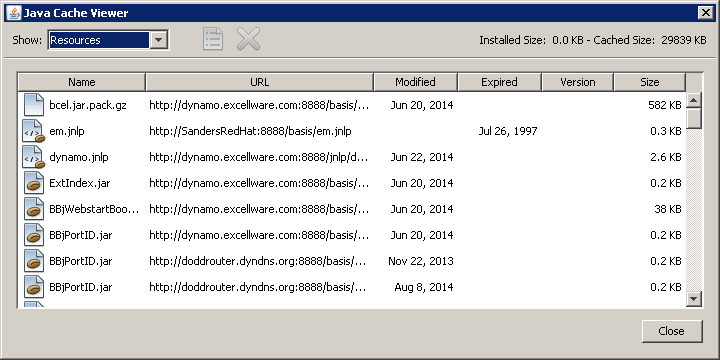 Java Cache Viewer
Show: Resources Installed Size: 0.0 KB - Cached Size: 29839 KB
Name URL Modified Expired Version Size
bcel.jar.pack.gz http://dynamo.excellware.com:8888/basis/... Jun 20, 2014 582 KB
em.jnlp http://SandersRedHat:8888/basis/em.jnlp Jul 26, 1997 0.3 KB
dynamo.jnlp http://dynamo.excellware.com:8888/jnlp/d... Jun 22, 2014 2.6 KB
ExtIndex.jar http://dynamo.excellware.com:8888/basis/... Jun 20, 2014 0.2 KB
BBjWebstartBoo... http://dynamo.excellware.com:8888/basis/... Jun 20, 2014 38 KB
BBjPortID.jar http://dynamo.excellware.com:8888/basis/... Jun 20, 2014 0.2 KB
BBjPortID.jar http://doddrouter.dyndns.org:8888/basis/... Nov 22, 2013 0.2 KB
BBjPortID.jar http://doddrouter.dyndns.org:8888/basis/... Aug 8, 2014 0.2 KB
Close